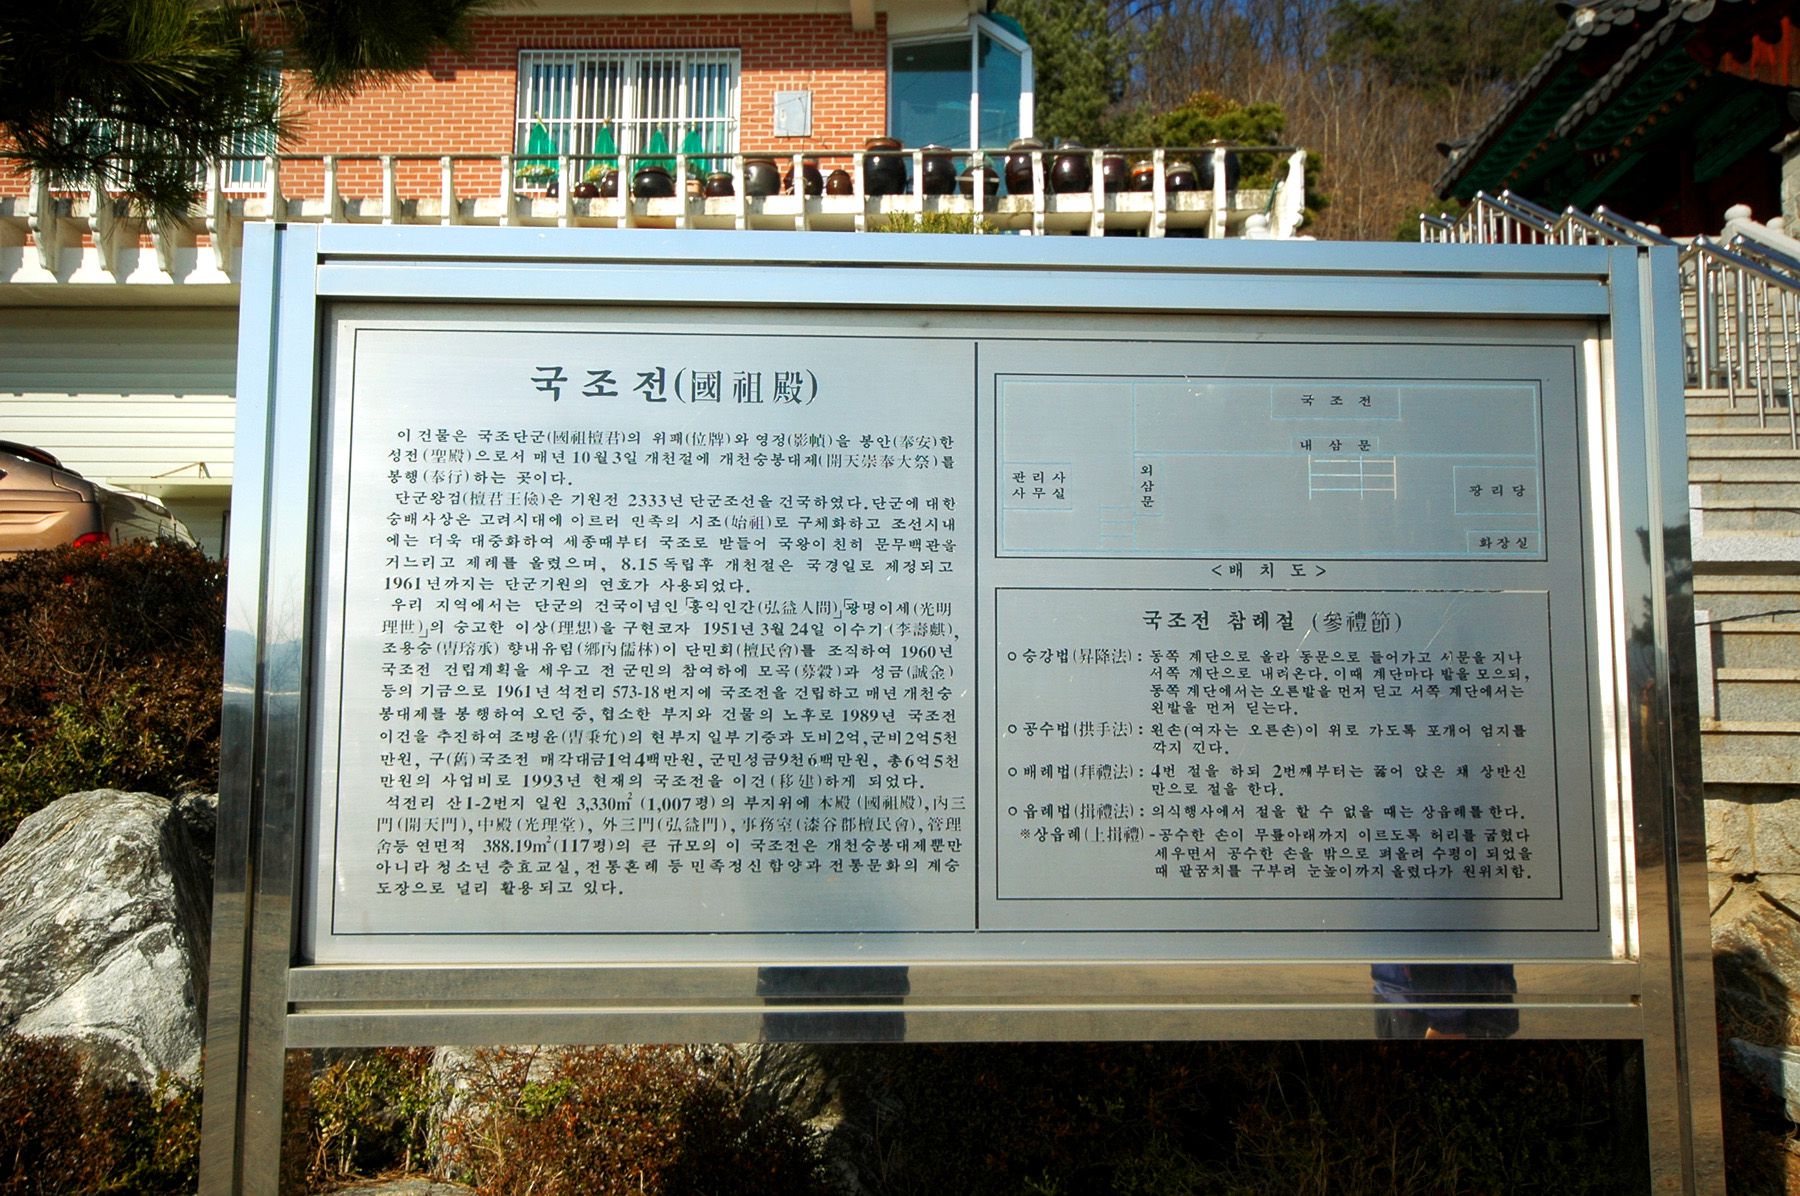 국조전(國祖殿)
이 건물은 국조단군(國祖檀君)의 위패(位牌)와 영정(影幀)을 봉안(奉安)한
성전(聖殿)으로서 매년 10월3일 개천절에 개천숭봉대제(開天崇奉大祭)를
봉행(奉行)하는 곳이다.
단군왕검(檀君王儉)은 기원전 2333년 단군조선을 건국하였다.단군에 대한
숭배사상은 고려시대에 이르러 민족의 시조(始祖)로 구체화하고 조선시내
에는 더욱 대중화하여 세종때부터 국조로 받들어 국왕이 친히 문무백관을
거느리고 제례를 올렸으며, 8.15 독립후 개천절은 국경일로 제정되고
1961년까지는 단군기원의 연호가 사용되었다.
우리 지역에서는 단군의 건국이념인「홍익인간(弘益人間)」「광명이세(光明
理世)」의 숭고한 이상(理想)을 구현코자 1951년 3월 24일 이수기(李壽麒),
조용승(曺瑢承) 향내유림(鄕內儒林)이 단민회(檀民會)를 조직하여 1960년
국조전 건립계획을 세우고 전 군민의 참여하에 모곡(募穀)과 성금(誠金)
등의 기금으로 1961년 석전리 573-18번지에 국조전을 건립하고 매년 개천숭
봉대제를 봉행하여 오던 중, 협소한 부지와 건물의 노후로 1989년 국조전
이건을 추진하여 조병윤(曺秉允)의 현부지 일부기증과 도비2억,군비2억5천
만원, 구(舊)국조전 매각대금1억4백만원, 군민성금9천6백만원, 총6억5천
만원의 사업비로 1993년 현재의 국조전을 이건(移建)하게 되었다.
석전리 산1-2번지 일원 3,330㎡ (1,007평)의 부지위에 本殿(國祖殿),內三
門(開天門),中殿(光理堂), 外三門(弘益門),事務室(漆谷郡檀民會),管理
舍등 연면적 388.19㎡(117평)의 큰 규모의 이 국조전은 개천숭봉대제뿐만
아니라 청소년 충효교실, 전통혼례 등 민족정신함양과 전통문화의 계승
도장으로 널리 활용되고 있다.
국 조 전
내 삼 문
관리사
사무실
외삼문
광리당
화장실
<배 치 도>
국조전 참례절 (參禮節)
○승강법(昇降法): 동쪽 계단으로 올라 동문으로 들어가고 서문을 지나
서쪽 계단으로 내려온다. 이때 계단마다 발을 모으되,
동쪽 계단에서는 오른발을 먼저 딛고 서쪽 계단에서는
왼발을 먼저 딛는다.
○공수법(拱手法): 왼손(여자는 오른손)이 위로 가도록 포개어 엄지를
깍지 낀다.
○배례법(拜禮法): 4번 절을 하되 2번째부터는 꿇어 앉은 채 상반신
만으로 절을 한다.
○읍례법(揖禮法): 의식행사에서 절을 할 수 없을 때는 상읍례를 한다.
※상읍례(上揖禮)-공수한 손이 무릎아래까지 이르도록 허리를 굽혔다
세우면서 공수한 손을 밖으로 펴올려 수평이 되었을
때 팔꿈치를 구부려 눈높이까지 올렸다가 원위치함.